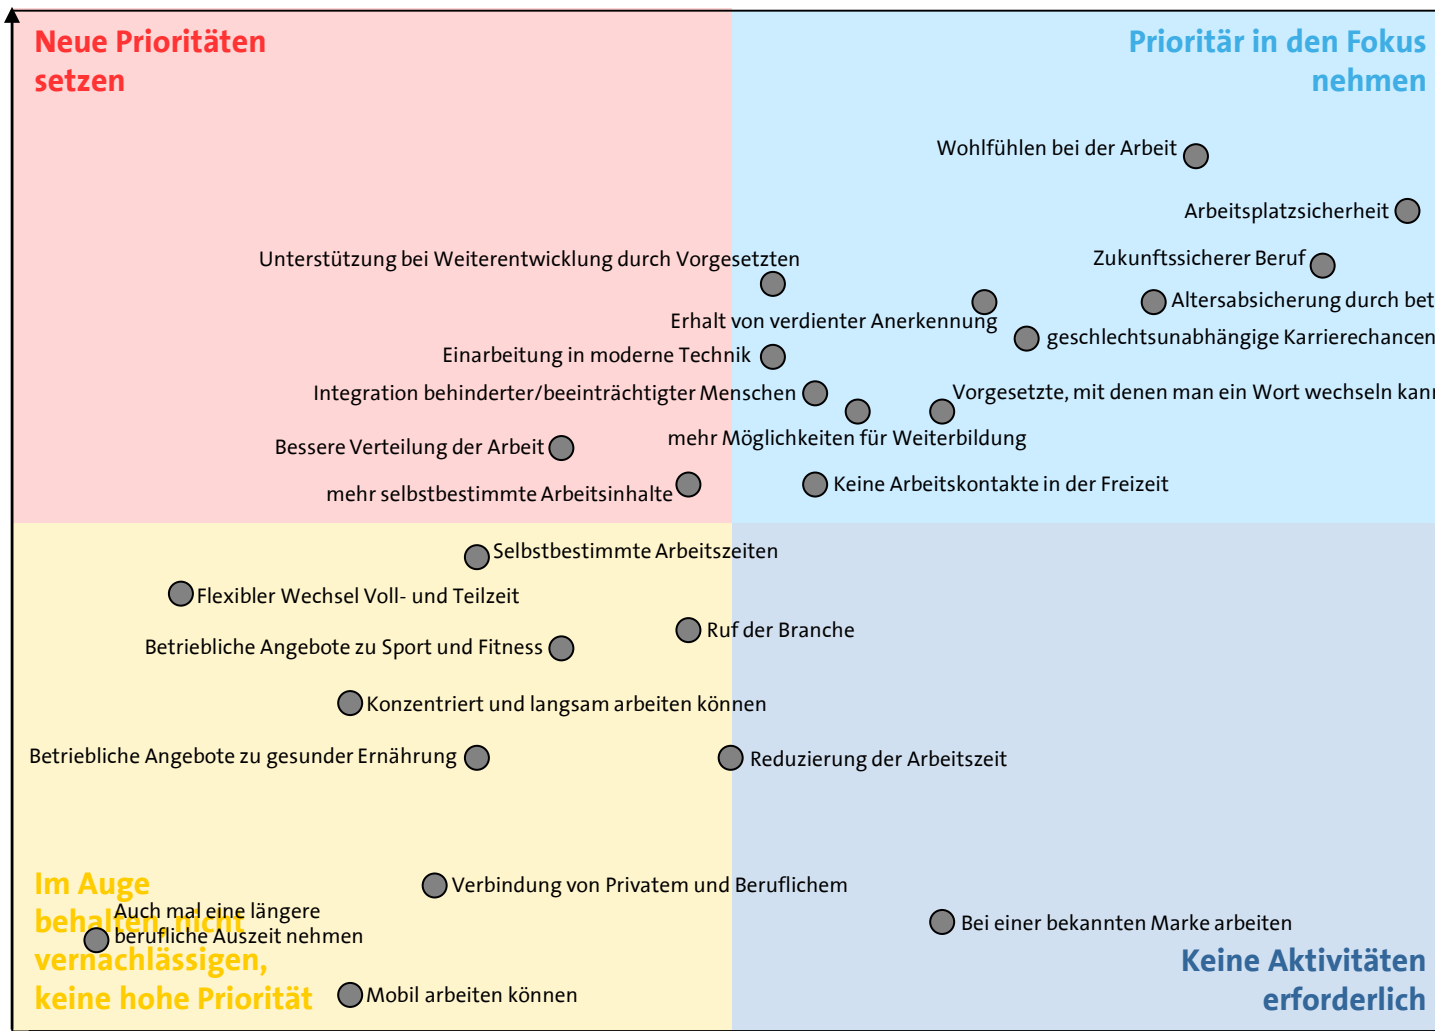 Neue Prioritäten
setzen
Prioritär in den Fokus
nehmen
Wohlfühlen bei der Arbeit
Arbeitsplatzsicherheit
Unterstützung bei Weiterentwicklung durch Vorgesetzten
Zukunftssicherer Beruf
Altersabsicherung durch bet
Erhalt von verdienter Anerkennung
geschlechtsunabhängige Karrierechancen
Einarbeitung in moderne Technik
Integration behinderter/beeinträchtigter Menschen
Vorgesetzte, mit denen man ein Wort wechseln kann
mehr Möglichkeiten für Weiterbildung
Bessere Verteilung der Arbeit
mehr selbstbestimmte Arbeitsinhalte
Keine Arbeitskontakte in der Freizeit
Selbstbestimmte Arbeitszeiten
Flexibler Wechsel Voll- und Teilzeit
Ruf der Branche
Betriebliche Angebote zu Sport und Fitness
Konzentriert und langsam arbeiten können
Betriebliche Angebote zu gesunder Ernährung
Reduzierung der Arbeitszeit
Verbindung von Privatem und Beruflichem
Im Auge
behalten, nicht
vernachlässigen,
keine hohe Priorität
Auch mal eine längere
berufliche Auszeit nehmen
Bei einer bekannten Marke arbeiten
Keine Aktivitäten
erforderlich
Mobil arbeiten können